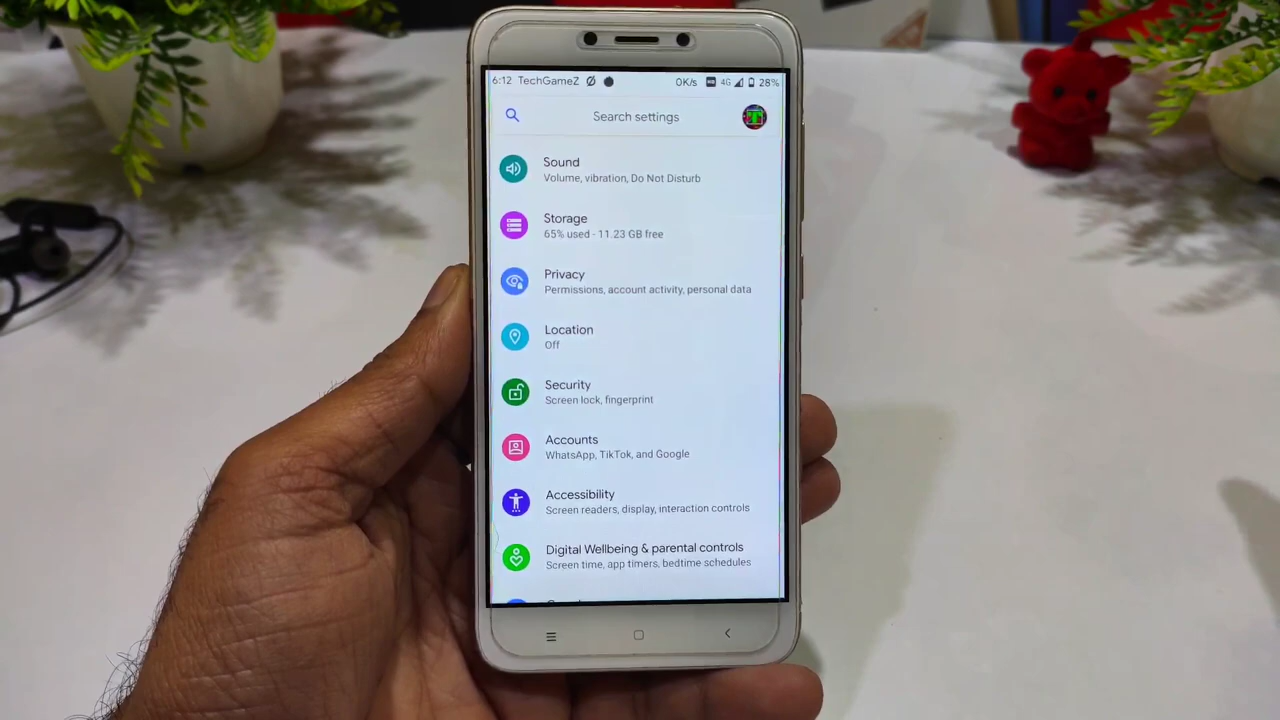 6:12 TechGameZ 0K/s 4G 28%
Search settings
Sound
Volume, vibration, Do Not Disturb
Storage
65% used - 11.23 GB free
Privacy
Permissions, account activity, personal data
Location
Off
Security
Screen lock, fingerprint
Accounts
WhatsApp, TikTok, and Google
Accessibility
Screen readers, display, interaction controls
Digital Wellbeing & parental controls
Screen time, app timers, bedtime schedules